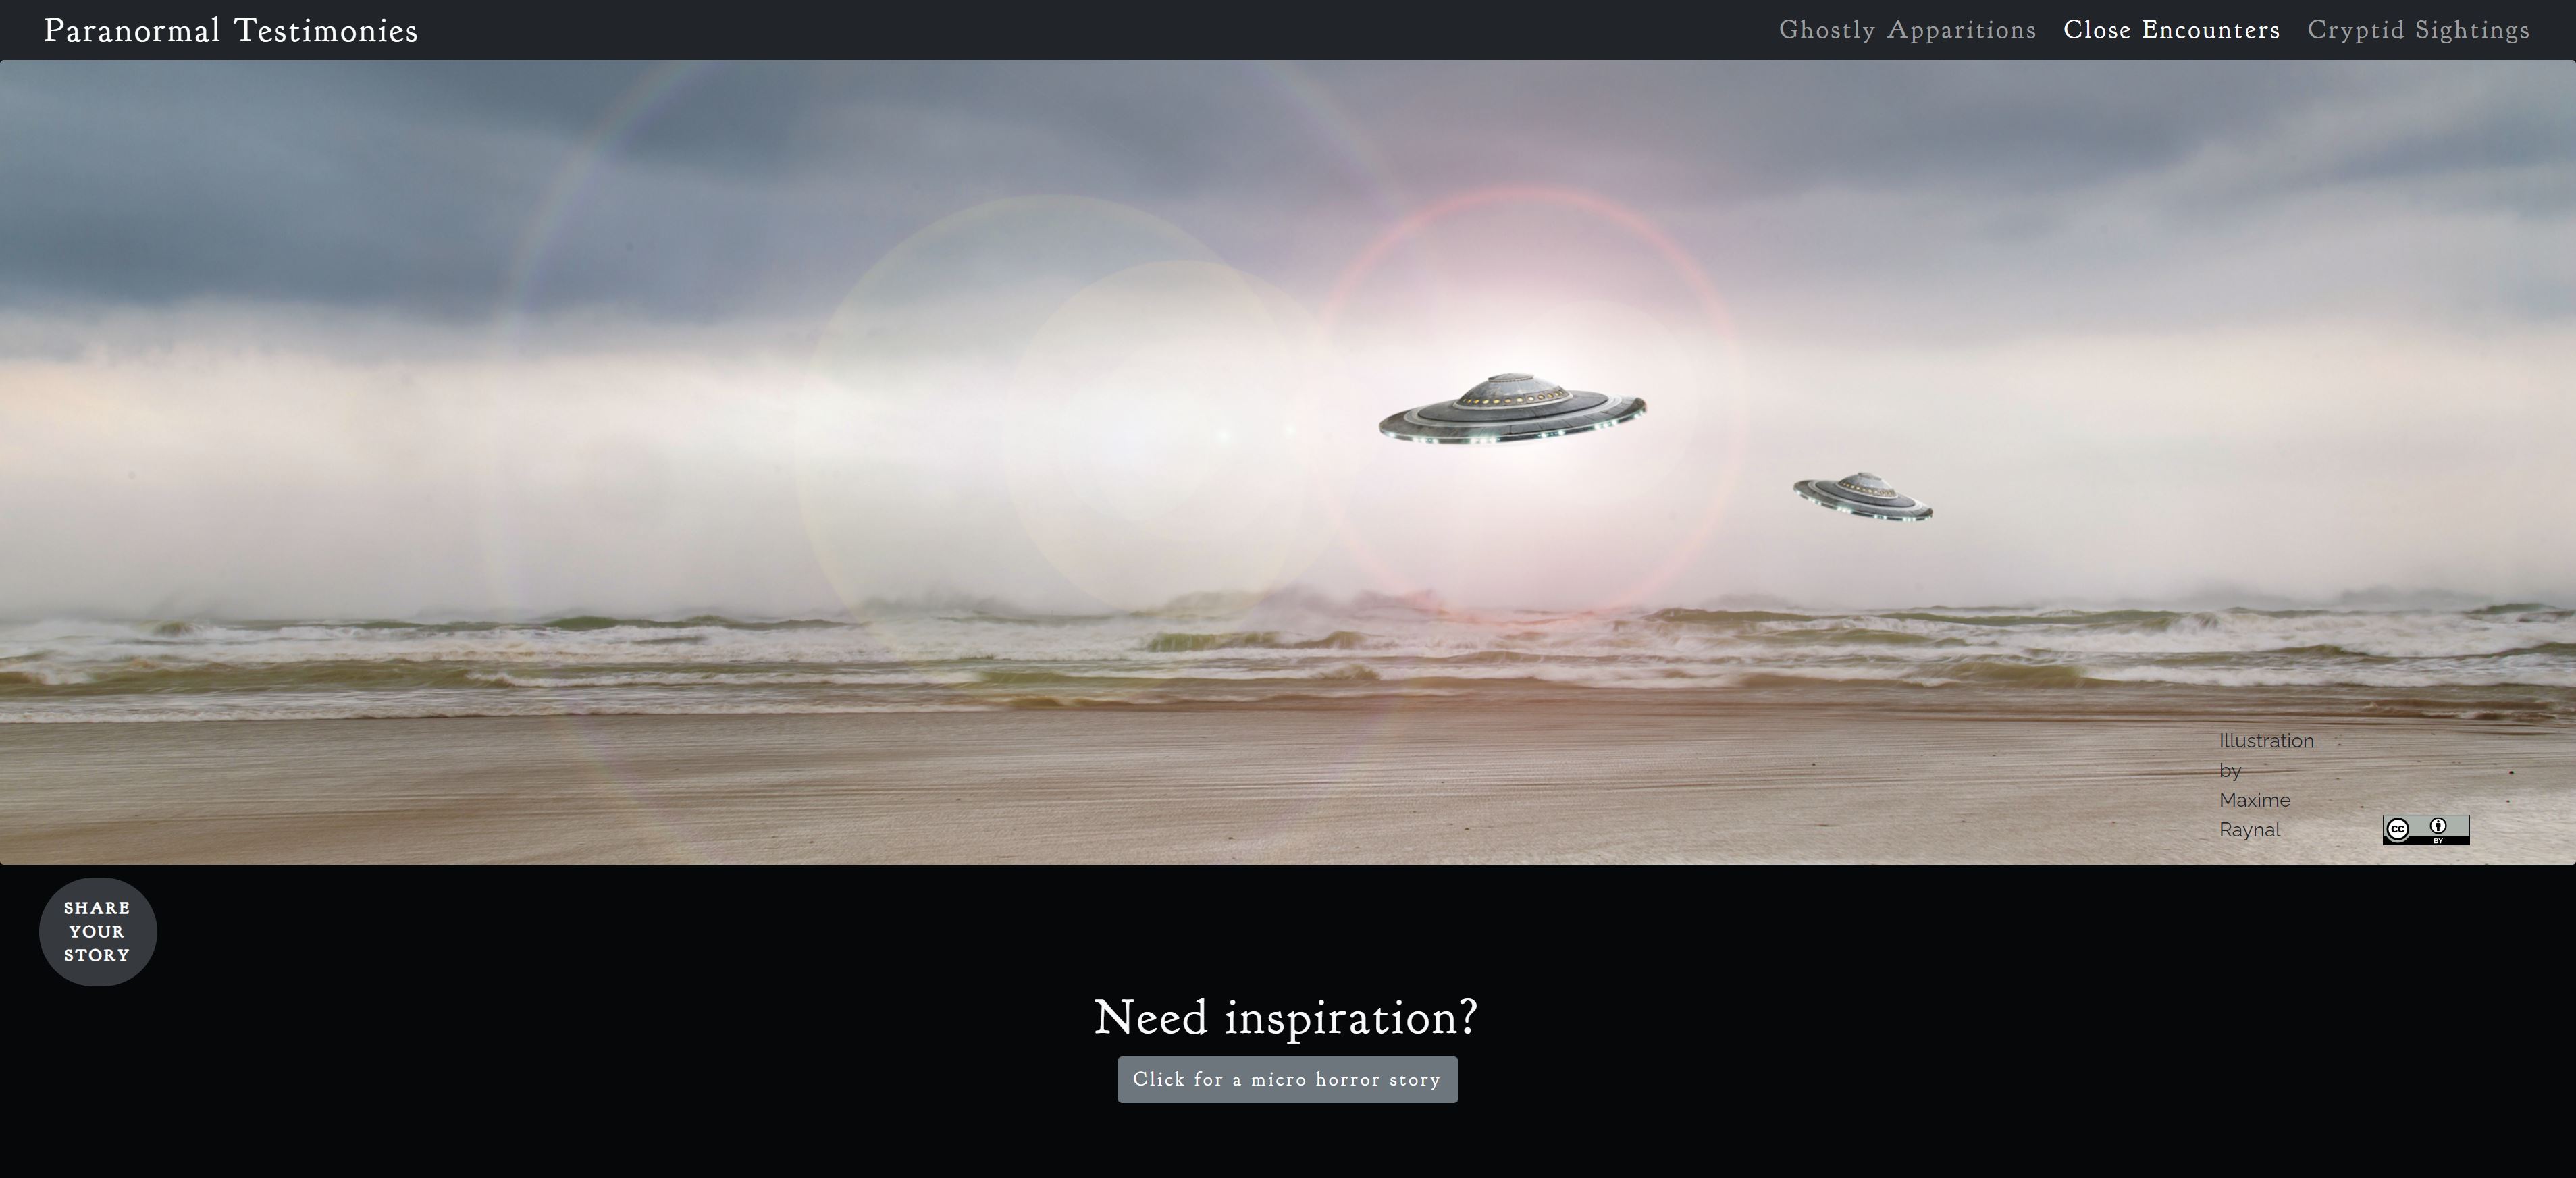 Paranormal Testimonies
Ghostly Apparitions
Close Encounters
Cryptid Sightings
Illustration
by
Maxime
Raynal
cc
BY
SHARE
YOUR
STORY
Need inspiration?
Click for a micro horror story